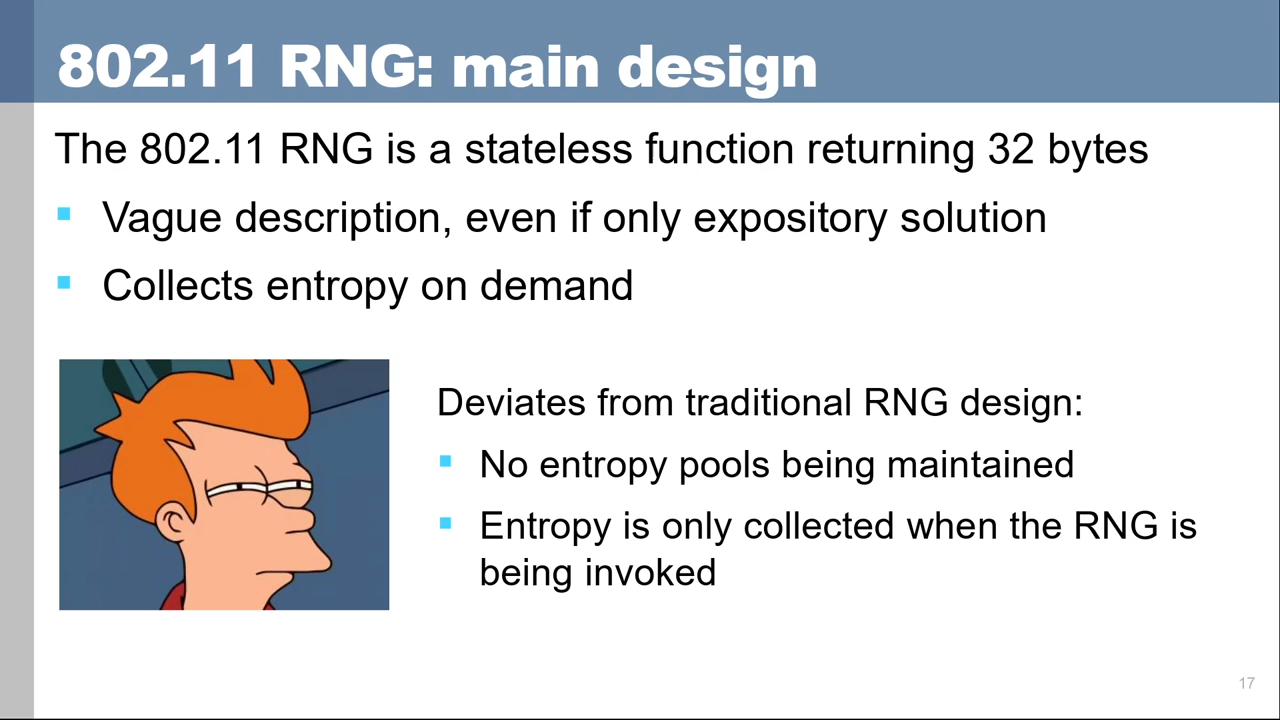 802.11 RNG: main design
The 802.11 RNG is a stateless function returning 32 bytes
Vague description, even if only expository solution
Collects entropy on demand
Deviates from traditional RNG design:
No entropy pools being maintained
Entropy is only collected when the RNG is
being invoked
17